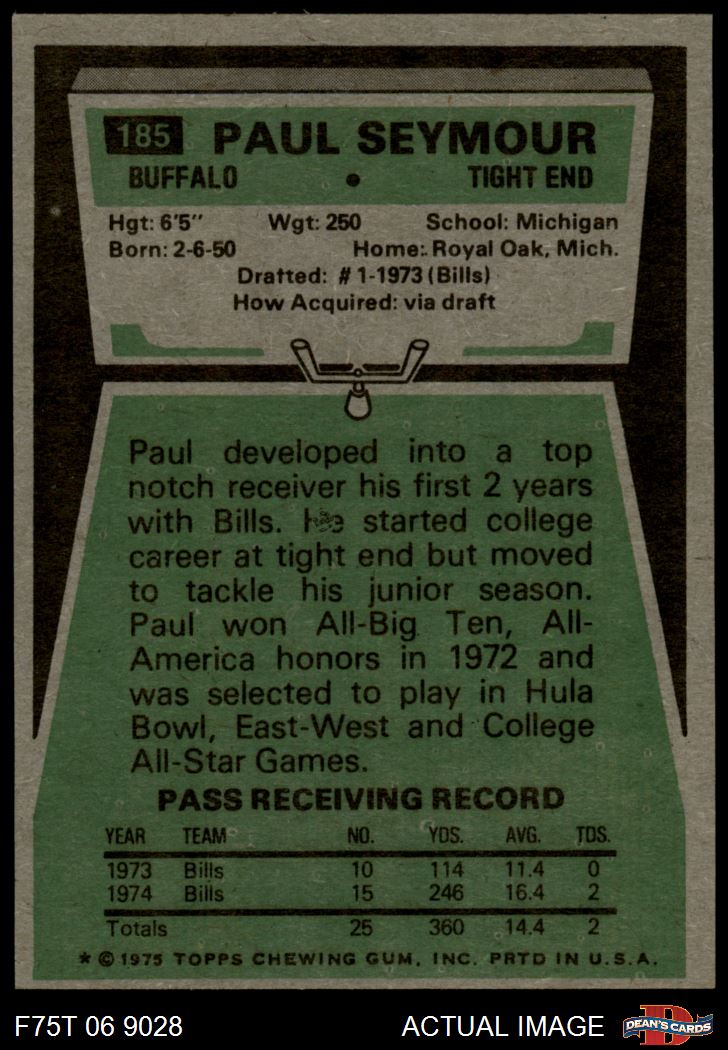 185 PAUL SEYMOUR
BUFFALO • TIGHT END
Hgt: 6'5" Wgt: 250 School: Michigan
Born: 2-6-50 Home: Royal Oak, Mich.
Drafted: #1-1973 (Bills)
How Acquired: via draft
Paul developed into a top
notch receiver his first 2 years
with Bills. He started college
career at tight end but moved
to tackle his junior season.
Paul won All-Big Ten, All-
America honors in 1972 and
was selected to play in Hula
Bowl, East-West and College
All-Star Games.
PASS RECEIVING RECORD
YEAR TEAM NO. YDS. AVG. TDS.
1973 Bills 10 114 11.4 0
1974 Bills 15 246 16.4 2
Totals 25 360 14.4 2
* © 1975 TOPPS CHEWING GUM, INC. PRTD IN U.S.A.
F75T 06 9028 ACTUAL IMAGE D DEAN'S CARDS